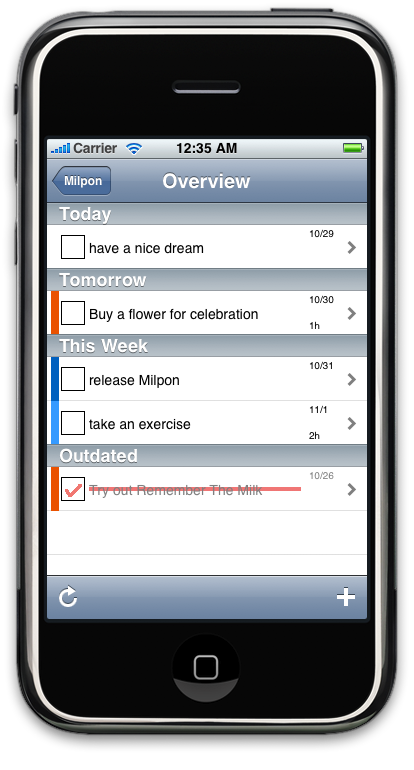 Carrier 12:35 AM
Milpon Overview
Today
have a nice dream 10/29
Tomorrow
Buy a flower for celebration 10/30
1h
This Week
release Milpon 10/31
take an exercise 11/1
2h
Outdated
Try out Remember The Milk 10/26